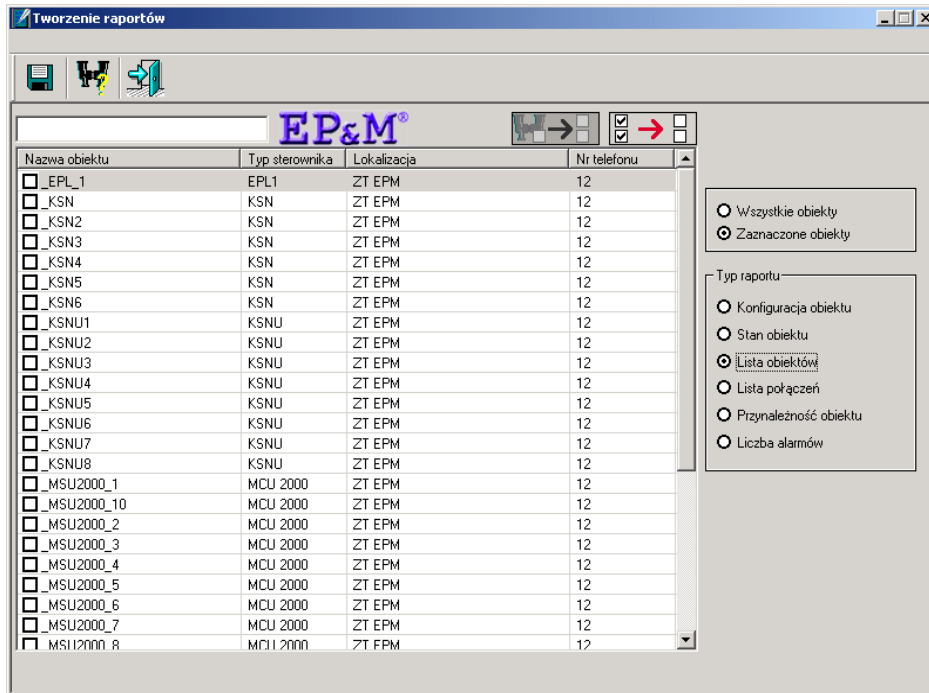 Tworzenie raportów
EP&M®
Nazwa obiektu Typ sterownika Lokalizacja Nr telefonu
_EPL_1 EPL1 ZT EPM 12
_KSN KSN ZT EPM 12
_KSN2 KSN ZT EPM 12
_KSN3 KSN ZT EPM 12
_KSN4 KSN ZT EPM 12
_KSN5 KSN ZT EPM 12
_KSN6 KSN ZT EPM 12
_KSNU1 KSNU ZT EPM 12
_KSNU2 KSNU ZT EPM 12
_KSNU3 KSNU ZT EPM 12
_KSNU4 KSNU ZT EPM 12
_KSNU5 KSNU ZT EPM 12
_KSNU6 KSNU ZT EPM 12
_KSNU7 KSNU ZT EPM 12
_KSNU8 KSNU ZT EPM 12
_MSU2000_1 MCU 2000 ZT EPM 12
_MSU2000_10 MCU 2000 ZT EPM 12
_MSU2000_2 MCU 2000 ZT EPM 12
_MSU2000_3 MCU 2000 ZT EPM 12
_MSU2000_4 MCU 2000 ZT EPM 12
_MSU2000_5 MCU 2000 ZT EPM 12
_MSU2000_6 MCU 2000 ZT EPM 12
_MSU2000_7 MCU 2000 ZT EPM 12
_MSU2000_8 MCU 2000 ZT EPM 12
Wszystkie obiekty
Zaznaczone obiekty
Typ raportu
Konfiguracja obiektu
Stan obiektu
Lista obiektów
Lista połączeń
Przynależność obiektu
Liczba alarmów